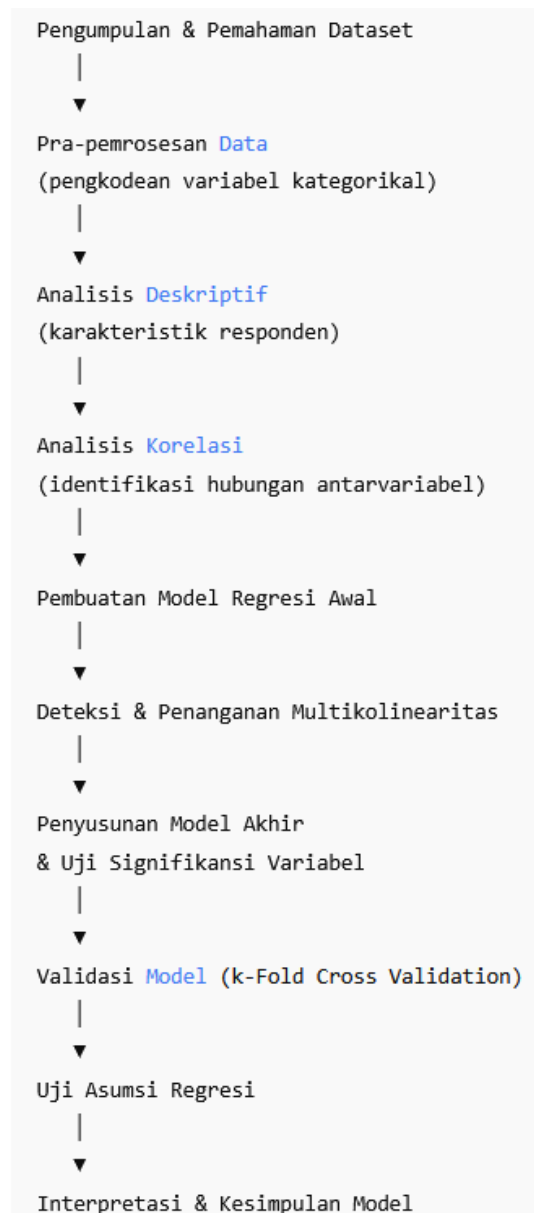 Pengumpulan & Pemahaman Dataset
Pra-pemrosesan Data
(pengkodean variabel kategorikal)
Analisis Deskriptif
(karakteristik responden)
Analisis Korelasi
(identifikasi hubungan antarvariabel)
Pembuatan Model Regresi Awal
Deteksi & Penanganan Multikolinearitas
Penyusunan Model Akhir
& Uji Signifikansi Variabel
Validasi Model (k-Fold Cross Validation)
Uji Asumsi Regresi
Interpretasi & Kesimpulan Model